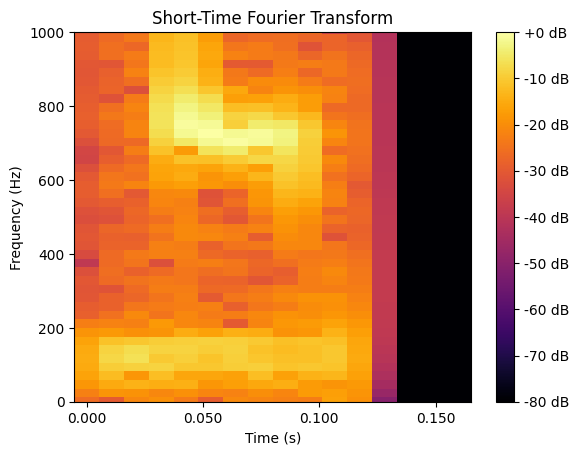 Short-Time Fourier Transform
1000
800
600
400
200
0
Frequency (Hz)
0.000
0.050
0.100
0.150
Time (s)
+0 dB
-10 dB
-20 dB
-30 dB
-40 dB
-50 dB
-60 dB
-70 dB
-80 dB